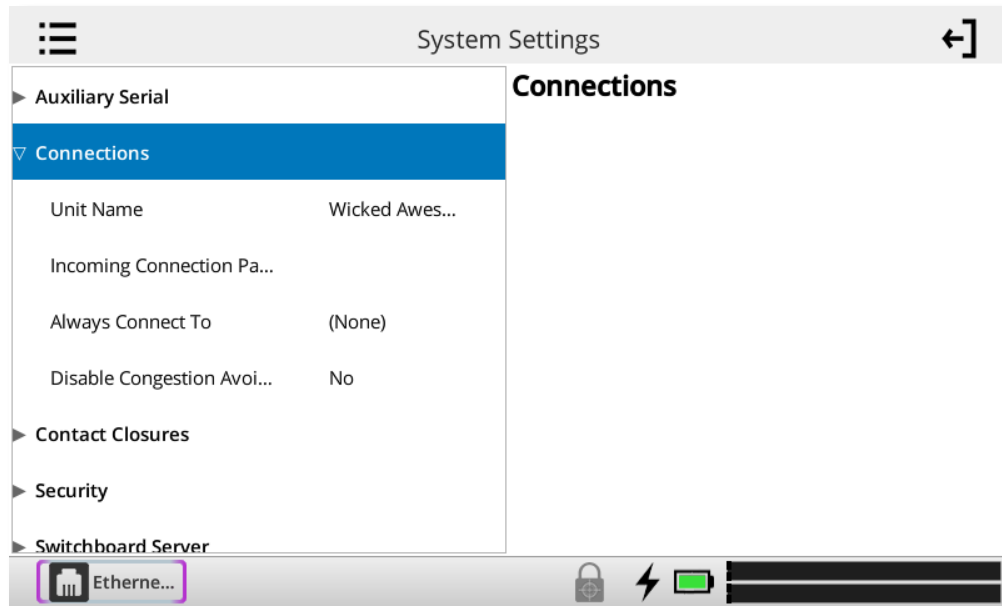 System Settings
Auxiliary Serial
Connections
Unit Name Wicked Awes...
Incoming Connection Pa...
Always Connect To (None)
Disable Congestion Avoi... No
Contact Closures
Security
Switchboard Server
Connections
Etherne...